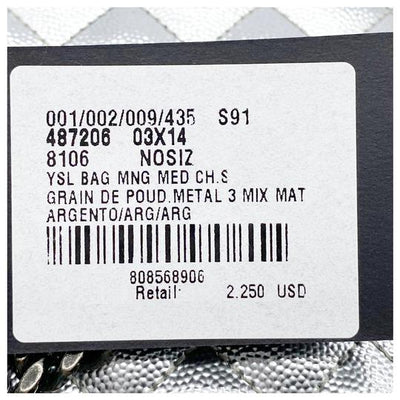 001/002/009/435 S91
487206 03X14
8106 NOSIZ
YSL BAG MNG MED CH.S
GRAIN DE POUD.METAL 3 MIX MAT
ARGENTO/ARG/ARG
808568906
Retail: 2.250 USD